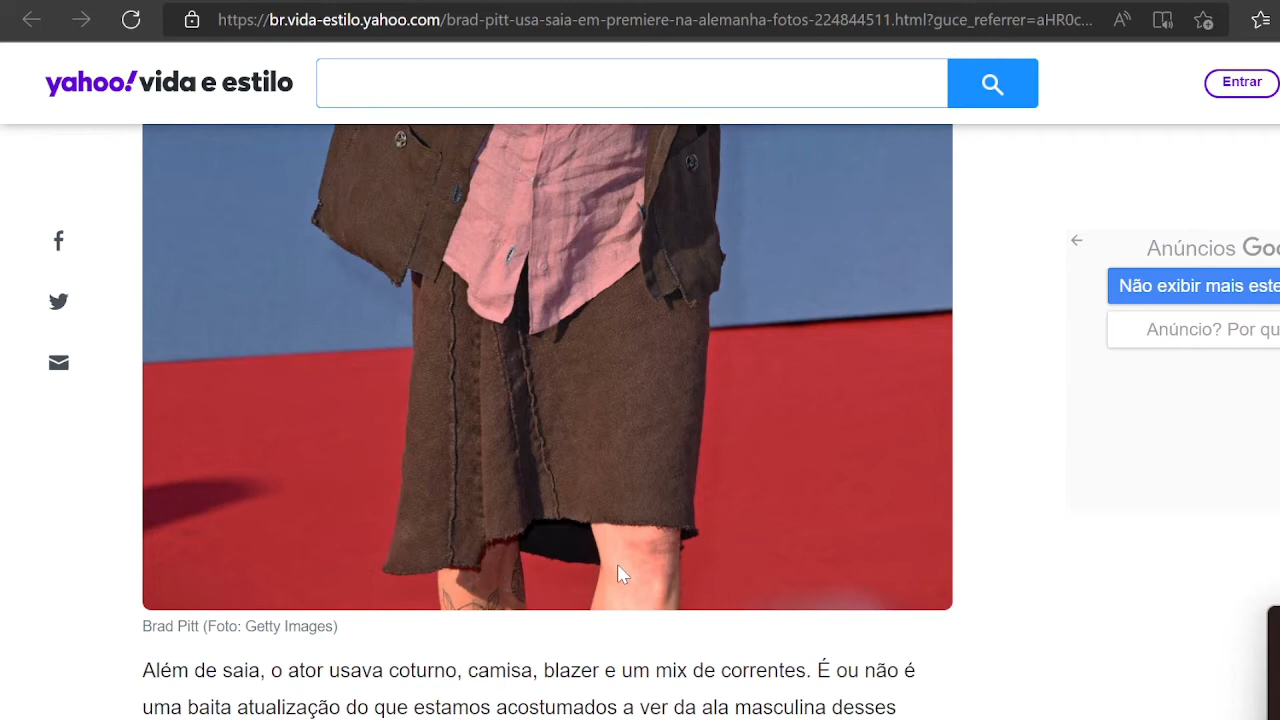 https://br.vida-estilo.yahoo.com/brad-pitt-usa-saia-em-premiere-na-alemanha-fotos-224844511.html?guce_referrer=aHR0c...
yahoo!vida e estilo
Entrar
Anúncios Goo
Não exibir mais este
Anúncio? Por qu
Brad Pitt (Foto: Getty Images)
Além de saia, o ator usava coturno, camisa, blazer e um mix de correntes. É ou não é
uma baita atualização do que estamos acostumados a ver da ala masculina desses